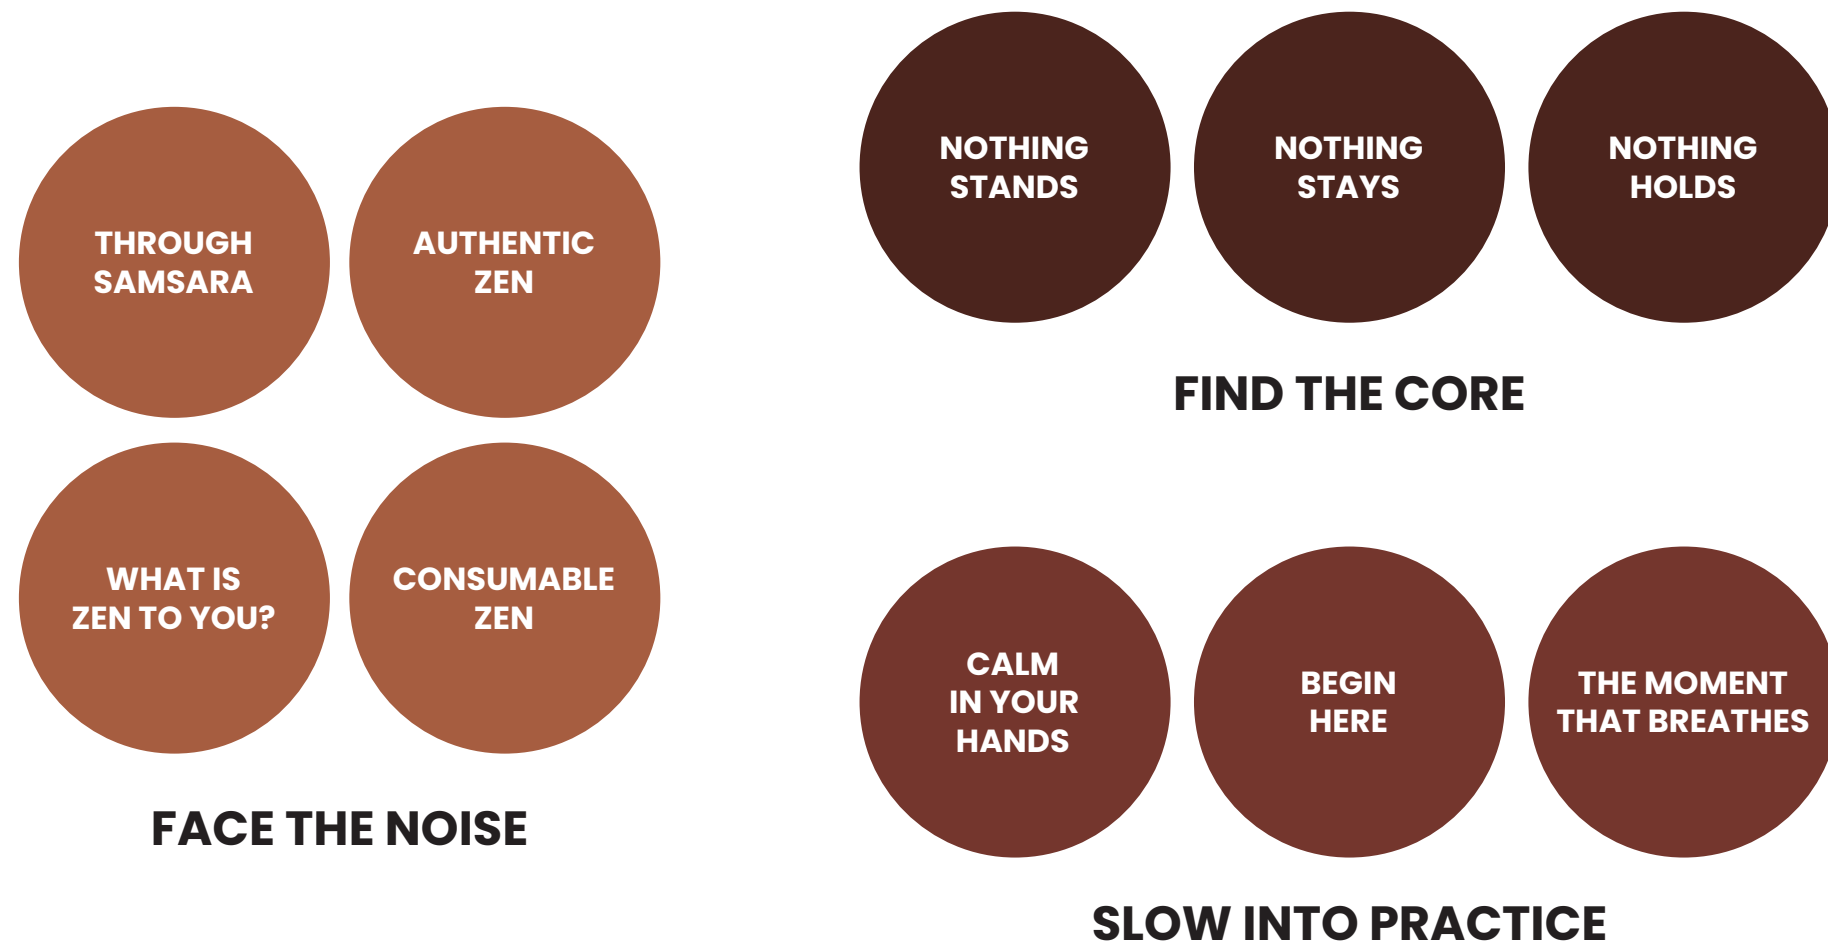 THROUGH
SAMSARA
AUTHENTIC
ZEN
WHAT IS
ZEN TO YOU?
CONSUMABLE
ZEN
FACE THE NOISE
NOTHING
STANDS
NOTHING
STAYS
NOTHING
HOLDS
FIND THE CORE
CALM
IN YOUR
HANDS
BEGIN
HERE
THE MOMENT
THAT BREATHES
SLOW INTO PRACTICE